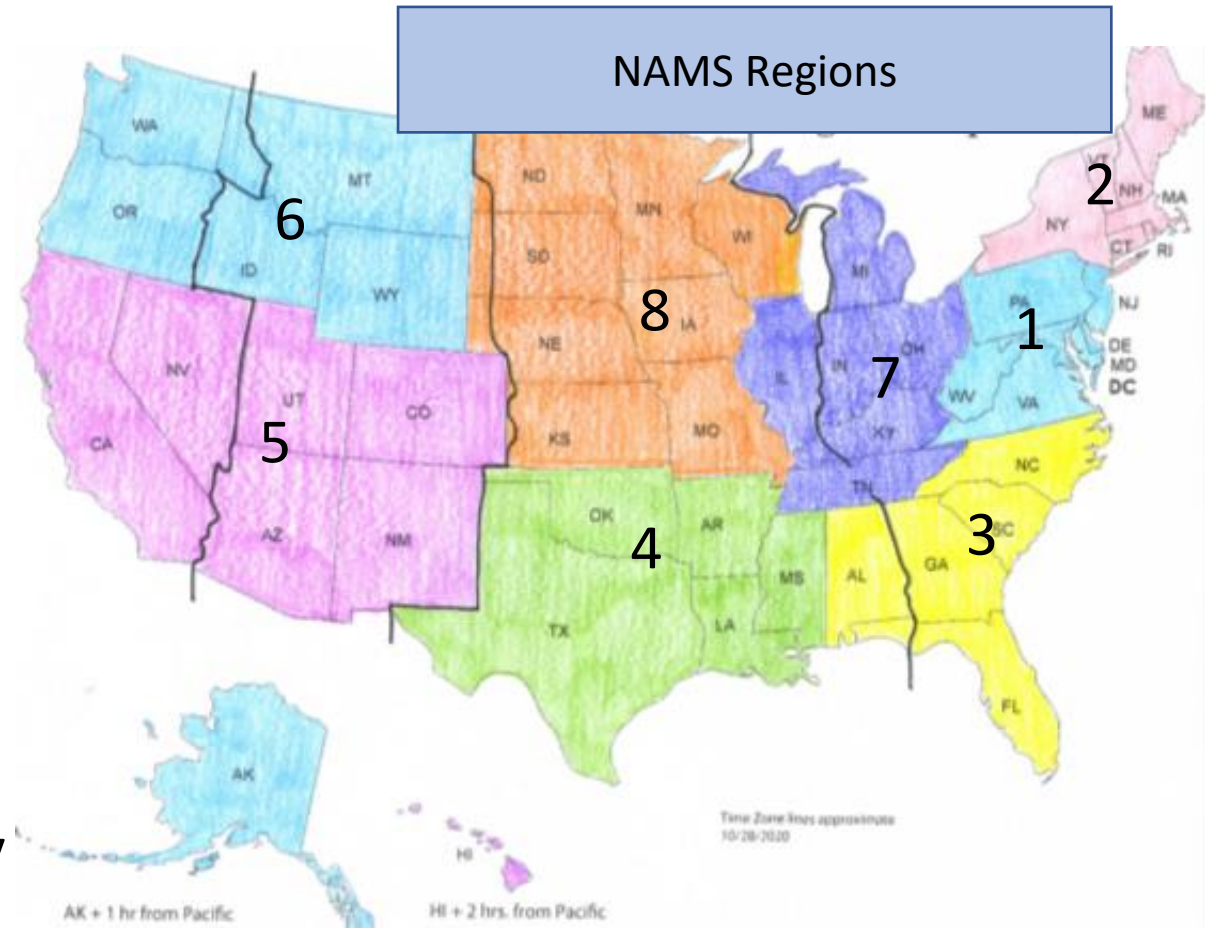 NAMS Regions
WA
MT
ND
MN
ME
VT
NH
2
MA
OR
6
ID
SD
WI
MI
NY
CT
RI
WY
8
IA
NE
PA
1
NJ
NV
UT
CO
IL
IN
OH
7
DE
MD
DC
WV
VA
CA
5
KS
MO
KY
NC
TN
AZ
NM
OK
4
AR
MS
AL
GA
3
SC
TX
LA
FL
AK
HI
Time Zone lines approximate
10/28/2020
AK + 1 hr from Pacific
HI + 2 hrs. from Pacific